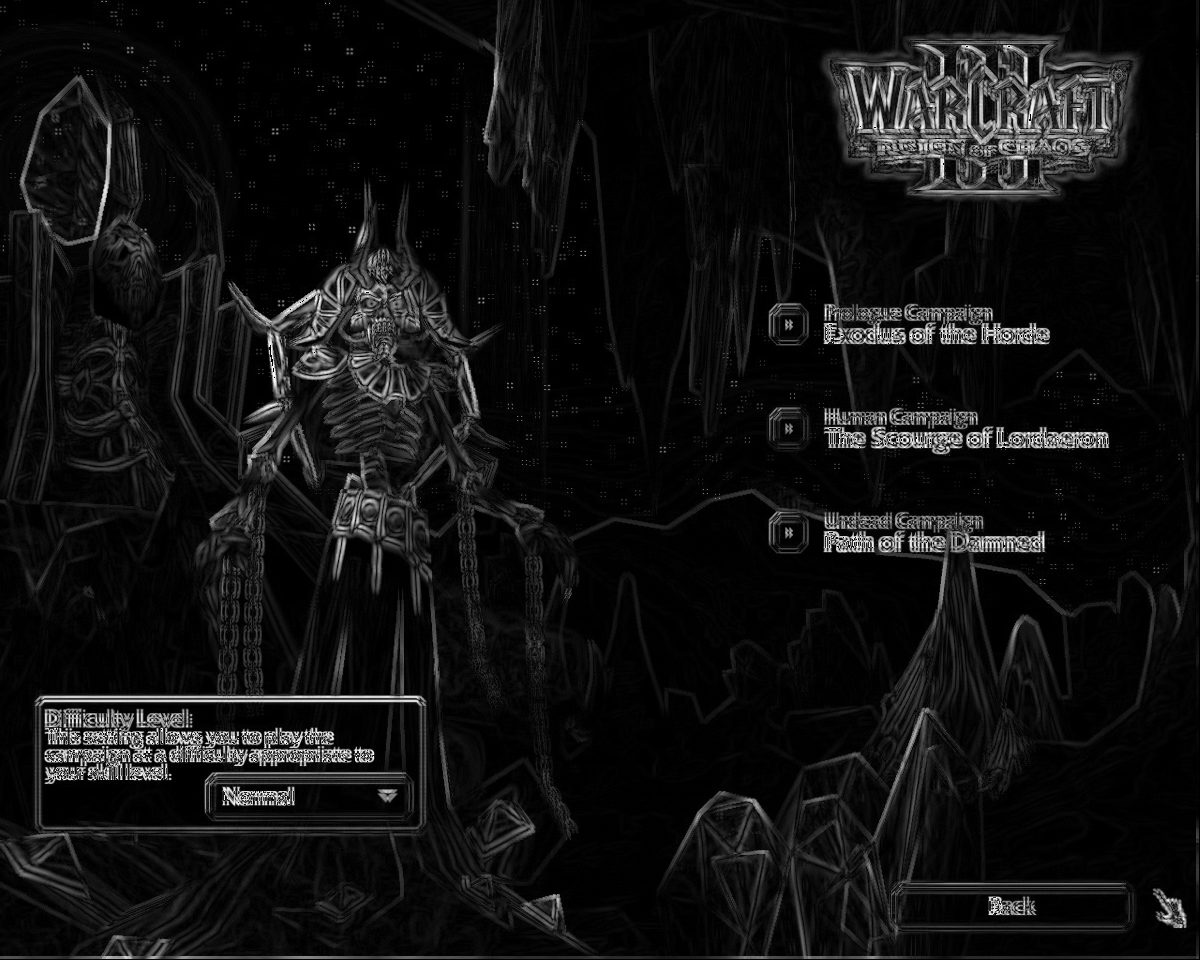 WARCRAFT
III
REIGN OF CHAOS
Prologue Campaign
Exodus of the Horde
Human Campaign
The Scourge of Lordaeron
Undead Campaign
Path of the Damned
Difficulty Level:
This setting allows you to play the
campaign at a difficulty appropriate to
your skill level.
Normal
Back